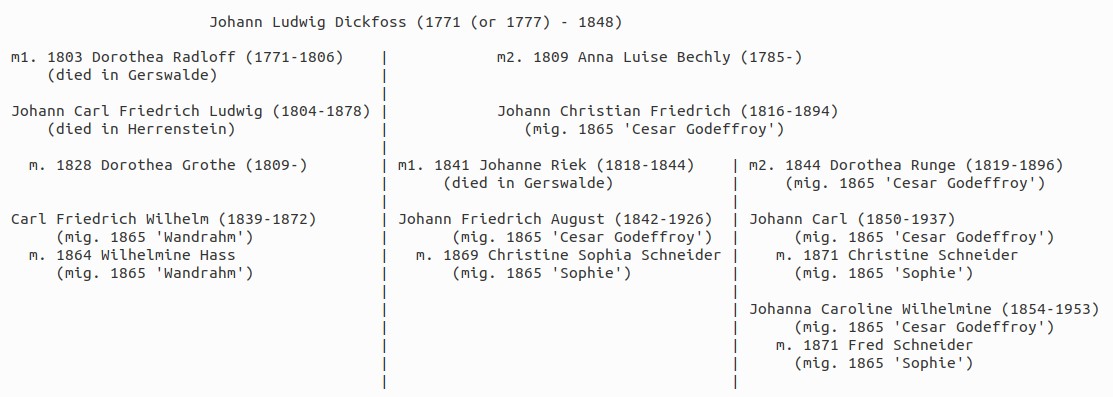 Johann Ludwig Dickfoss (1771 (or 1777) - 1848)
m1. 1803 Dorothea Radloff (1771-1806) | m2. 1809 Anna Luise Bechly (1785-)
(died in Gerswalde) |
|
Johann Carl Friedrich Ludwig (1804-1878) | Johann Christian Friedrich (1816-1894)
(died in Herrenstein) | (mig. 1865 'Cesar Godeffroy')
|
m. 1828 Dorothea Grothe (1809-) | m1. 1841 Johanne Riek (1818-1844) | m2. 1844 Dorothea Runge (1819-1896)
| (died in Gerswalde) | (mig. 1865 'Cesar Godeffroy')
| |
Carl Friedrich Wilhelm (1839-1872) | Johann Friedrich August (1842-1926) | Johann Carl (1850-1937)
(mig. 1865 'Wandrahm') | (mig. 1865 'Cesar Godeffroy') | (mig. 1865 'Cesar Godeffroy')
m. 1864 Wilhelmine Hass | m. 1869 Christine Sophia Schneider | m. 1871 Christine Schneider
(mig. 1865 'Wandrahm') | (mig. 1865 'Sophie') | (mig. 1865 'Sophie')
| |
| | Johanna Caroline Wilhelmine (1854-1953)
| | (mig. 1865 'Cesar Godeffroy')
| | m. 1871 Fred Schneider
| | (mig. 1865 'Sophie')
| |